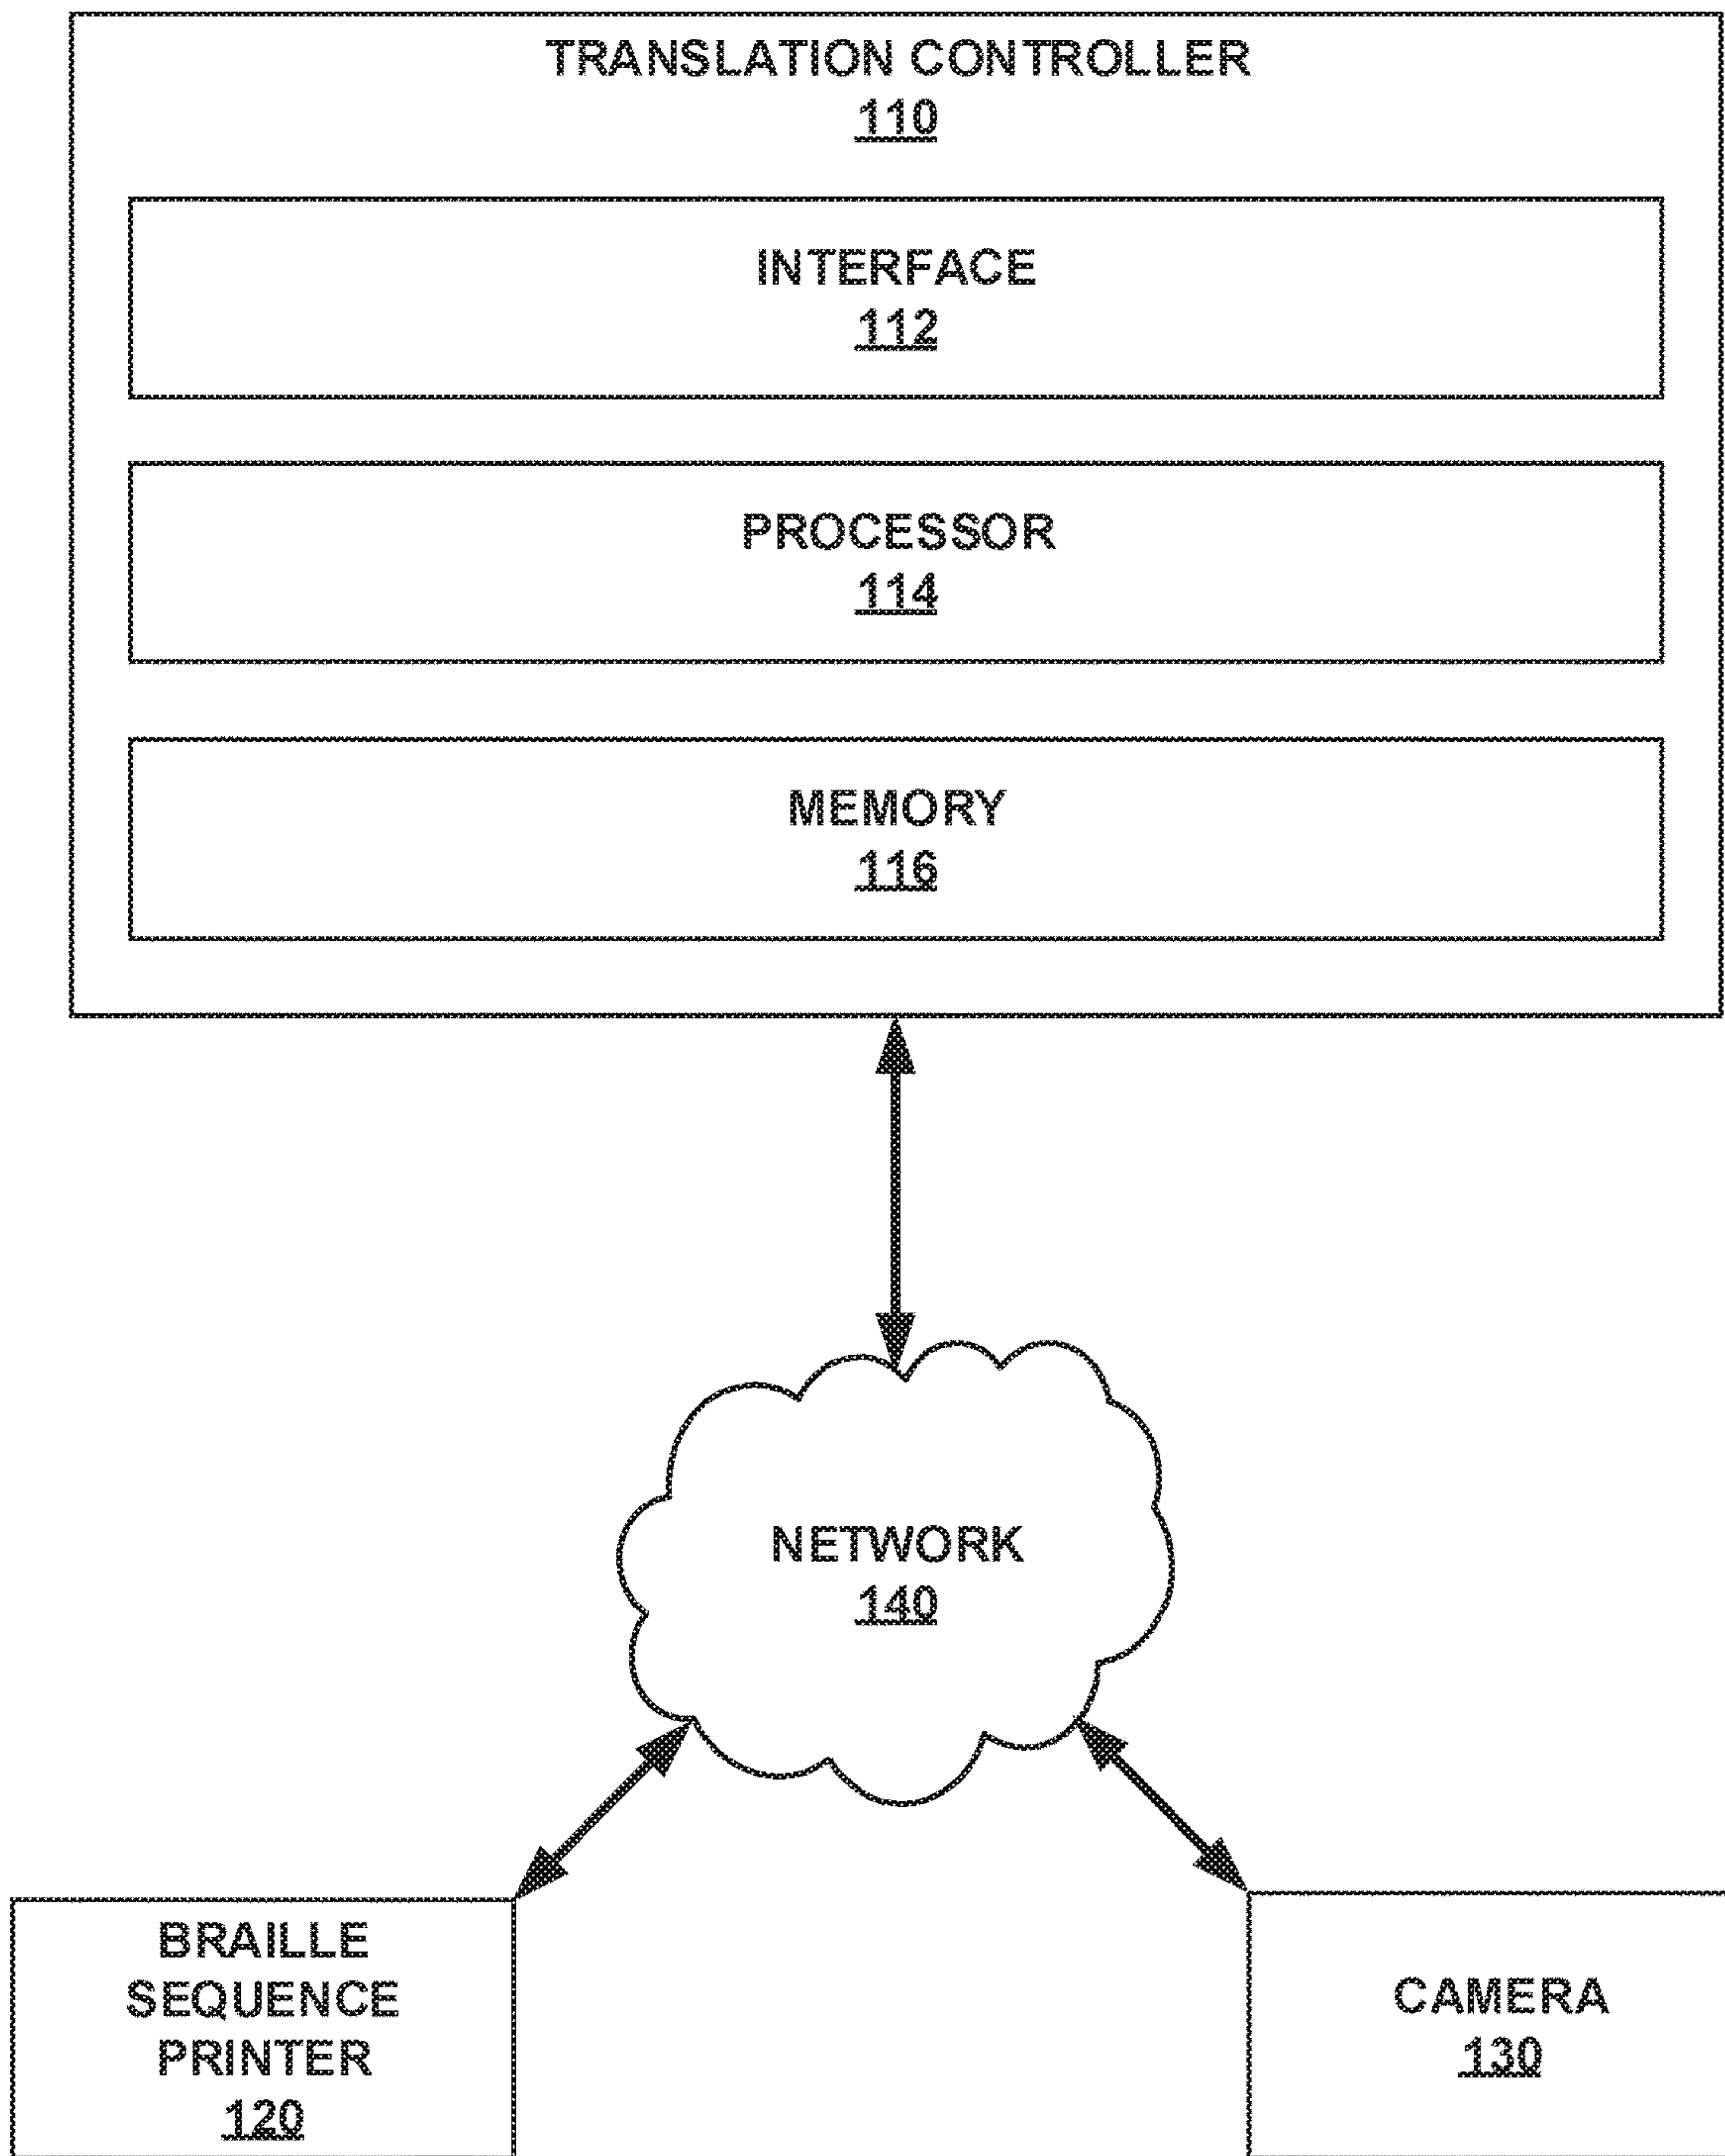 TRANSLATION CONTROLLER
110
INTERFACE
112
PROCESSOR
114
MEMORY
116
NETWORK
140
BRAILLE
SEQUENCE
PRINTER
120
CAMERA
130